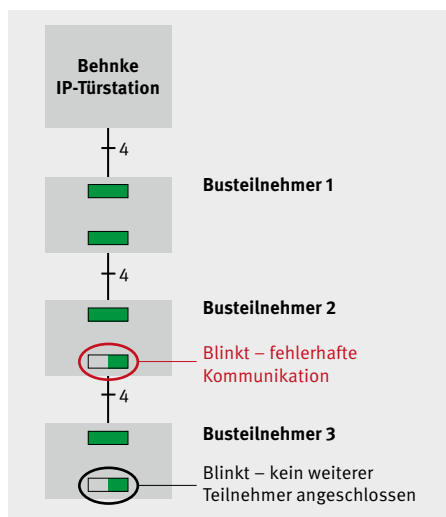 Behnke
IP-Türstation
4
Busteilnehmer 1
4
Busteilnehmer 2
Blinkt – fehlerhafte
Kommunikation
4
Busteilnehmer 3
Blinkt – kein weiterer
Teilnehmer angeschlossen